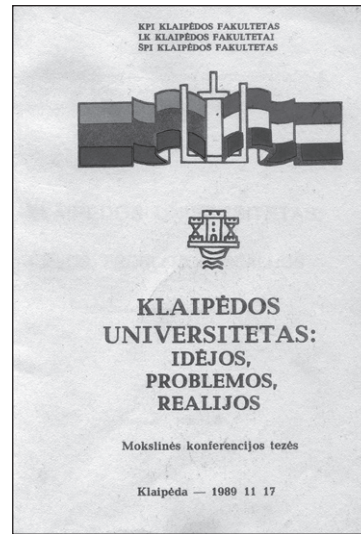 KPI KLAIPĖDOS FAKULTETAS
LK KLAIPĖDOS FAKULTETAI
ŠPI KLAIPĖDOS FAKULTETAS
KLAIPĖDOS
UNIVERSITETAS:
IDĖJOS,
PROBLEMOS,
REALIJOS
Mokslinės konferencijos tezės
Klaipėda — 1989 11 17